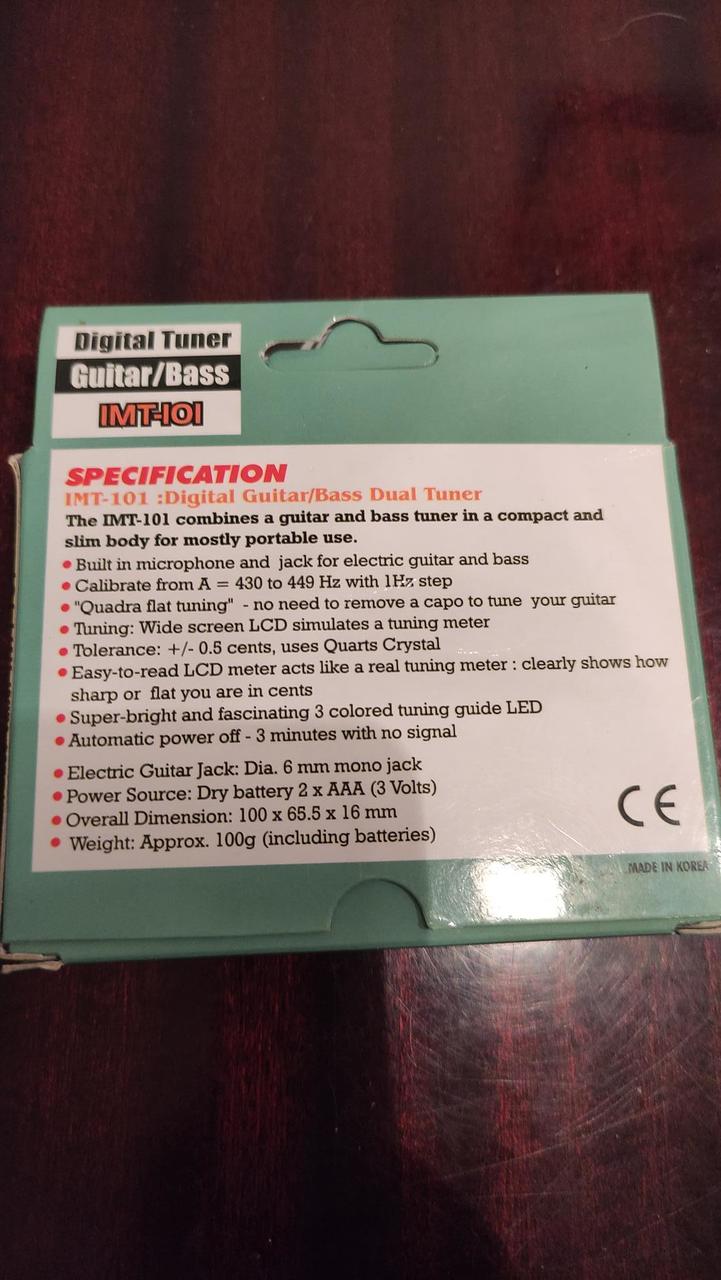 Digital Tuner
Guitar/Bass
IMT-101
SPECIFICATION
IMT-101 :Digital Guitar/Bass Dual Tuner
The IMT-101 combines a guitar and bass tuner in a compact and
slim body for mostly portable use.
• Built in microphone and jack for electric guitar and bass
• Calibrate from A = 430 to 449 Hz with 1Hz step
• "Quadra flat tuning" - no need to remove a capo to tune your guitar
• Tuning: Wide screen LCD simulates a tuning meter
• Tolerance: +/- 0.5 cents, uses Quarts Crystal
• Easy-to-read LCD meter acts like a real tuning meter : clearly shows how
sharp or flat you are in cents
• Super-bright and fascinating 3 colored tuning guide LED
• Automatic power off - 3 minutes with no signal
• Electric Guitar Jack: Dia. 6 mm mono jack
• Power Source: Dry battery 2 x AAA (3 Volts)
• Overall Dimension: 100 x 65.5 x 16 mm
• Weight: Approx. 100g (including batteries)
CE
MADE IN KOREA